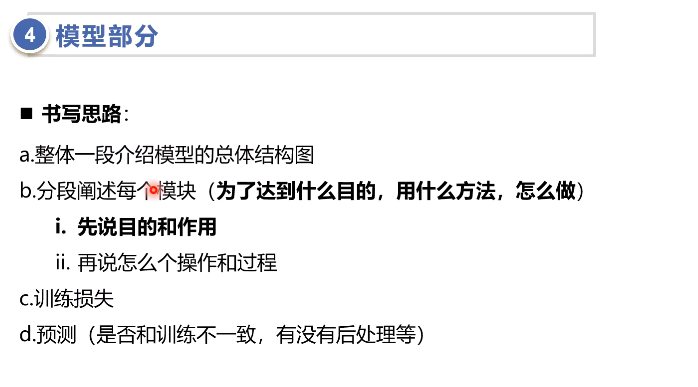 4 模型部分
■ 书写思路：
a.整体一段介绍模型的总体结构图
b.分段阐述每个模块（为了达到什么目的，用什么方法，怎么做）
i. 先说目的和作用
ii. 再说怎么个操作和过程
c.训练损失
d.预测（是否和训练不一致，有没有后处理等）